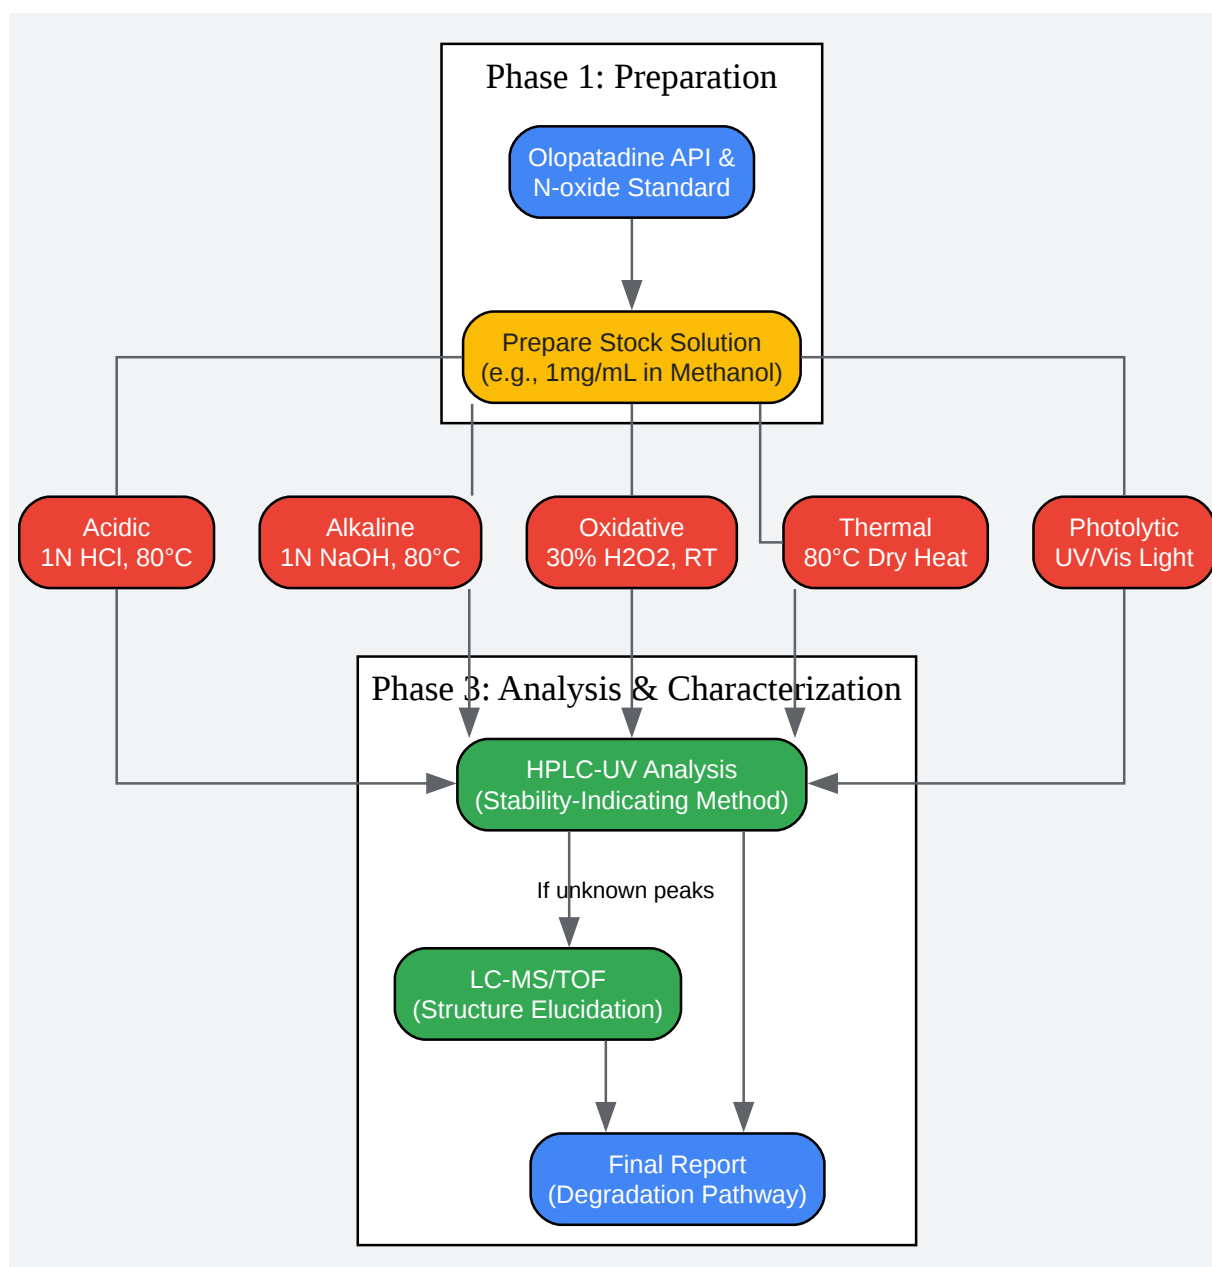 Phase 1: Preparation
Olopatadine API &
N-oxide Standard
Prepare Stock Solution
(e.g., 1mg/mL in Methanol)
Acidic
1N HCl, 80°C
Alkaline
1N NaOH, 80°C
Oxidative
30% H2O2, RT
Thermal
80°C Dry Heat
Photolytic
UV/Vis Light
Phase 3: Analysis & Characterization
HPLC-UV Analysis
(Stability-Indicating Method)
If unknown peaks
LC-MS/TOF
(Structure Elucidation)
Final Report
(Degradation Pathway)